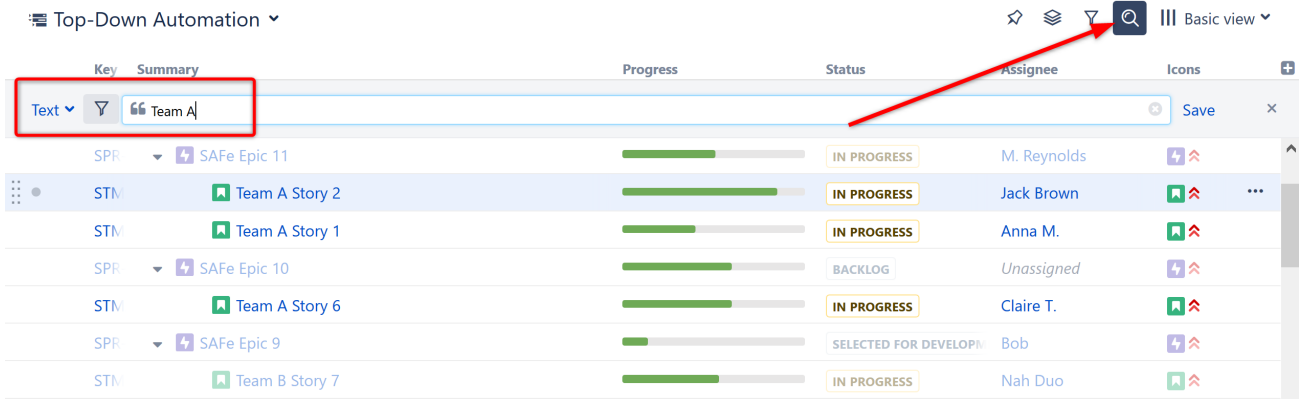 Top-Down Automation
Basic view
Key Summary Progress Status Assignee Icons
Text Team A Save
SPR SAFe Epic 11 IN PROGRESS M. Reynolds
STM Team A Story 2 IN PROGRESS Jack Brown
STM Team A Story 1 IN PROGRESS Anna M.
SPR SAFe Epic 10 BACKLOG Unassigned
STM Team A Story 6 IN PROGRESS Claire T.
SPR SAFe Epic 9 SELECTED FOR DEVELOPM Bob
STM Team B Story 7 IN PROGRESS Nah Duo